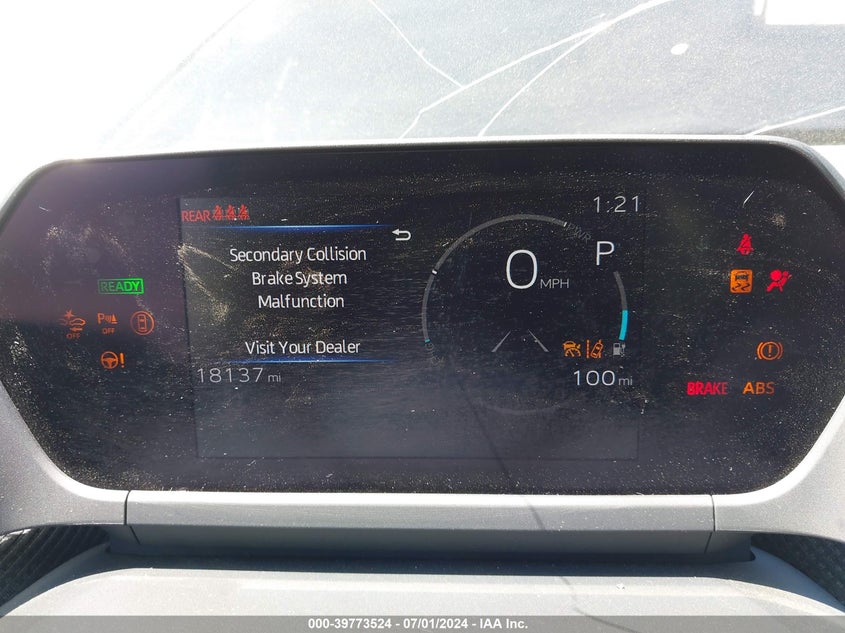 REAR
1:21
Secondary Collision
Brake System
Malfunction
Visit Your Dealer
PWR
P
0 MPH
READY
OFF
P OFF
18137 mi
100 mi
BRAKE
ABS
000-39773524 / 07/01/2024 - IAA Inc.